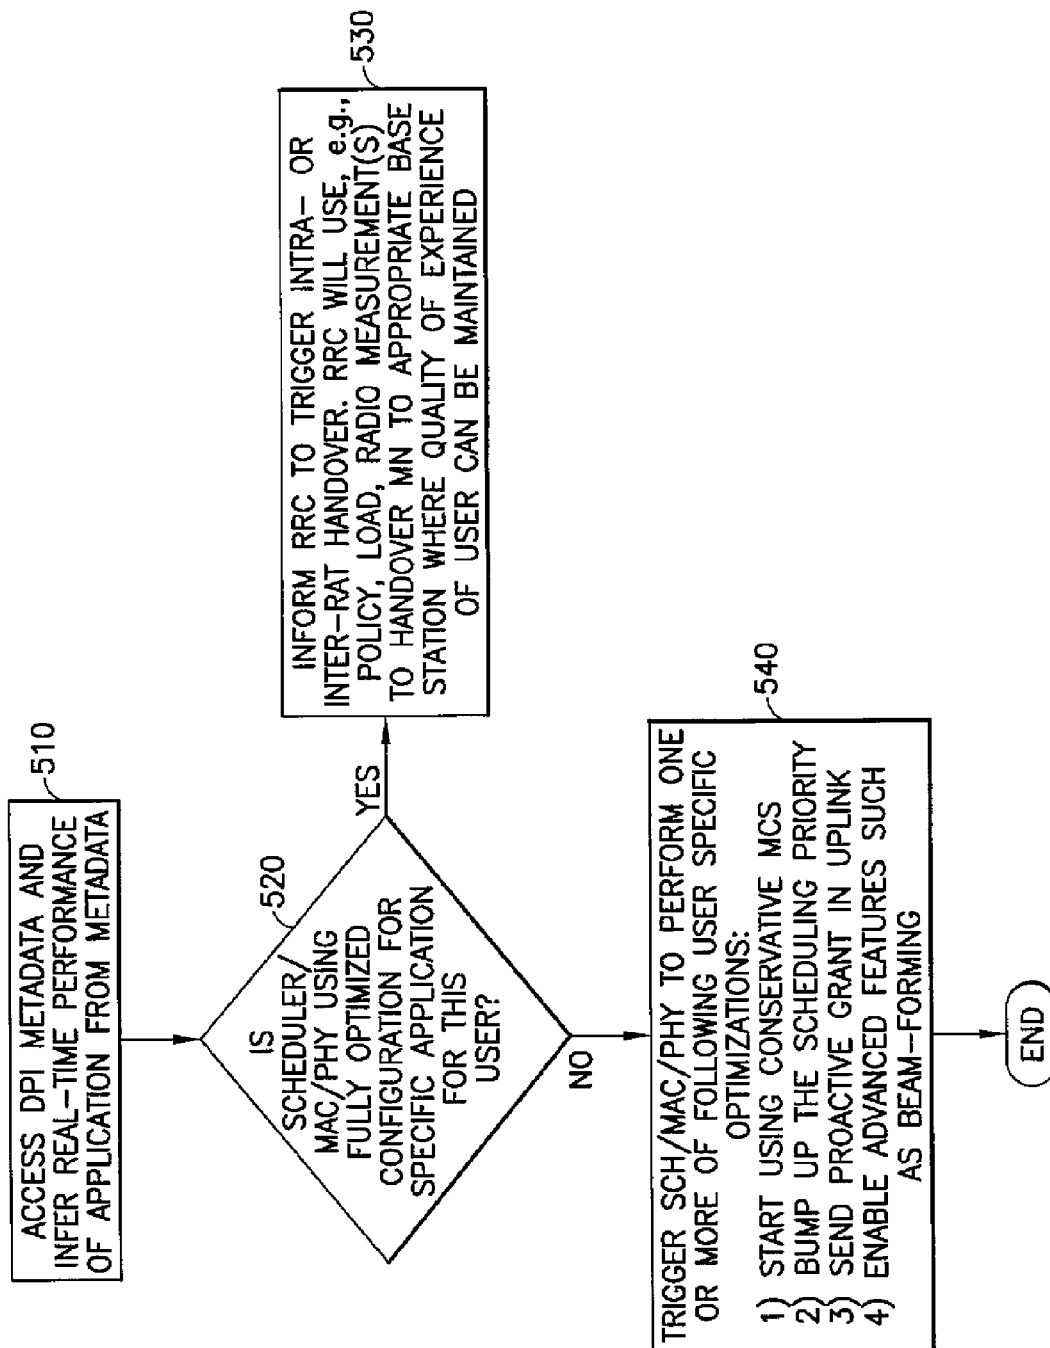 ACCESS DPI METADATA AND
INFER REAL-TIME PERFORMANCE
OF APPLICATION FROM METADATA
510
IS
SCHEDULER/
MAC/PHY USING
FULLY OPTIMIZED
CONFIGURATION FOR
SPECIFIC APPLICATION
FOR THIS
USER?
520
YES
INFORM RRC TO TRIGGER INTRA- OR
INTER-RAT HANDOVER. RRC WILL USE, e.g.,
POLICY, LOAD, RADIO MEASUREMENT(S)
TO HANDOVER MN TO APPROPRIATE BASE
STATION WHERE QUALITY OF EXPERIENCE
OF USER CAN BE MAINTAINED
530
NO
TRIGGER SCH/MAC/PHY TO PERFORM ONE
OR MORE OF FOLLOWING USER SPECIFIC
OPTIMIZATIONS:
1) START USING CONSERVATIVE MCS
2) BUMP UP THE SCHEDULING PRIORITY
3) SEND PROACTIVE GRANT IN UPLINK
4) ENABLE ADVANCED FEATURES SUCH
AS BEAM-FORMING
540
END